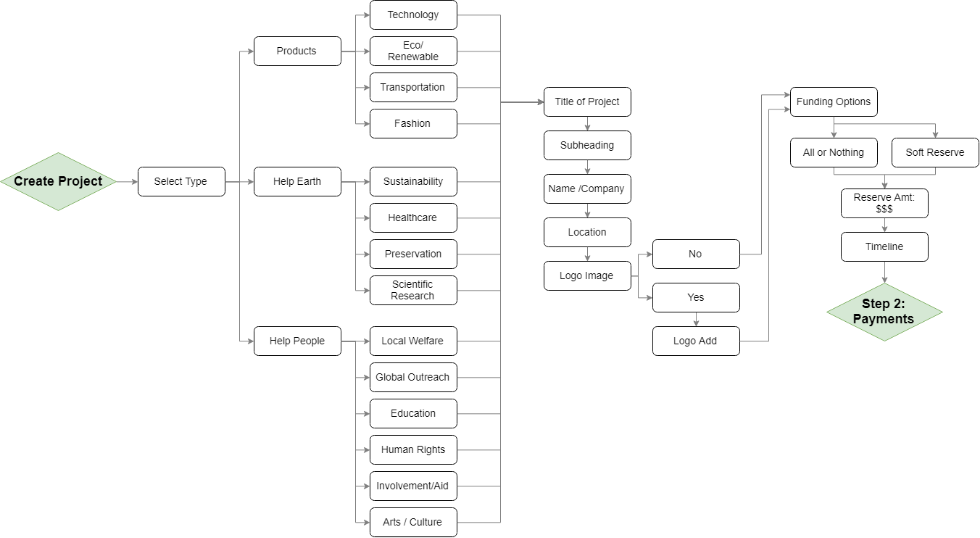 Create Project
Select Type
Products
Technology
Eco/
Renewable
Transportation
Fashion
Help Earth
Sustainability
Healthcare
Preservation
Scientific
Research
Help People
Local Welfare
Global Outreach
Education
Human Rights
Involvement/Aid
Arts / Culture
Title of Project
Subheading
Name /Company
Location
Logo Image
No
Yes
Logo Add
Funding Options
All or Nothing
Soft Reserve
Reserve Amt:
$$$
Timeline
Step 2:
Payments